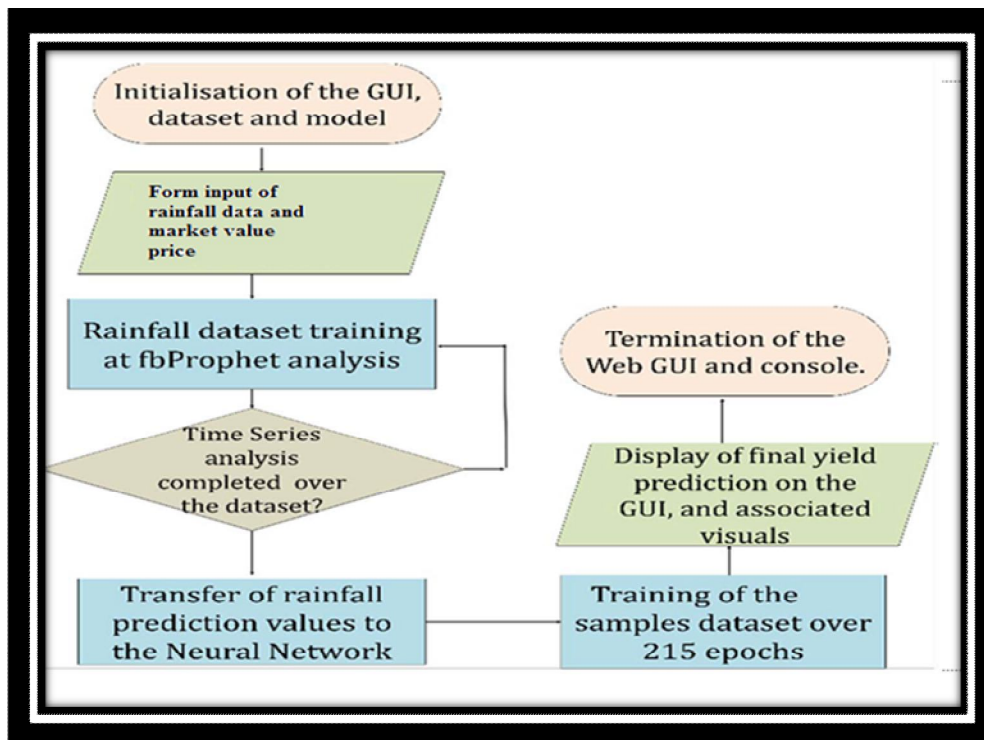 Initialisation of the GUI,
dataset and model
Form input of
rainfall data and
market value
price
Rainfall dataset training
at fbProphet analysis
Time Series
analysis
completed over
the dataset?
Transfer of rainfall
prediction values to
the Neural Network
Training of the
samples dataset over
215 epochs
Display of final yield
prediction on the
GUI, and associated
visuals
Termination of the
Web GUI and console.